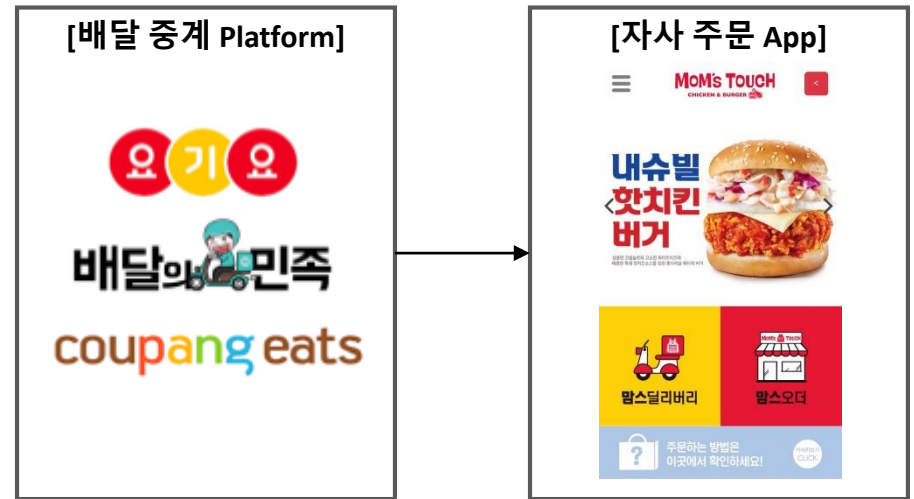 [배달 중계 Platform]
요기요
배달의민족
coupang eats
[자사 주문 App]
MOM'S TOUCH
CHICKEN & BURGER
<
내슈빌
핫치킨
버거
MOM'S TOUCH
맘스딜리버리
맘스오더
?
주문하는 방법은
이곳에서 확인하세요!
CLICK